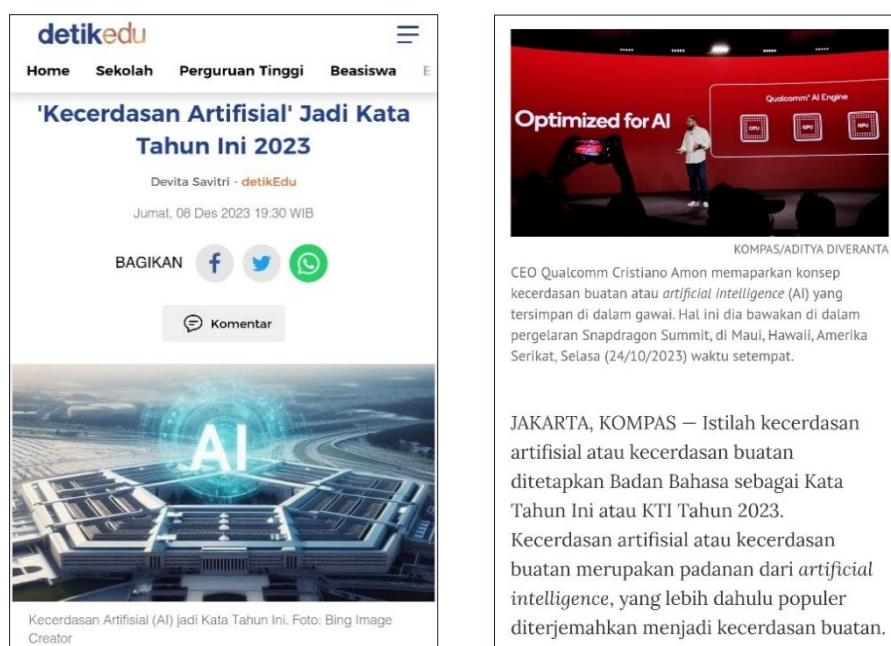 detikedu
Home Sekolah Perguruan Tinggi Beasiswa E
'Kecerdasan Artifisial' Jadi Kata
Tahun Ini 2023
Devita Savitri - detikEdu
Jumat, 08 Des 2023 19:30 WIB
BAGIKAN
Komentar
AI
Kecerdasan Artifisial (AI) jadi Kata Tahun Ini. Foto: Bing Image
Creator
Optimized for AI
Qualcomm® AI Engine
CPU GPU NPU
KOMPAS/ADITYA DIVERANTA
CEO Qualcomm Cristiano Amon memaparkan konsep
kecerdasan buatan atau artificial intelligence (AI) yang
tersimpan di dalam gawai. Hal ini dia bawakan di dalam
pergelaran Snapdragon Summit, di Maui, Hawaii, Amerika
Serikat, Selasa (24/10/2023) waktu setempat.
JAKARTA, KOMPAS — Istilah kecerdasan
artifisial atau kecerdasan buatan
ditetapkan Badan Bahasa sebagai Kata
Tahun Ini atau KTI Tahun 2023.
Kecerdasan artifisial atau kecerdasan
buatan merupakan padanan dari artificial
intelligence, yang lebih dahulu populer
diterjemahkan menjadi kecerdasan buatan.